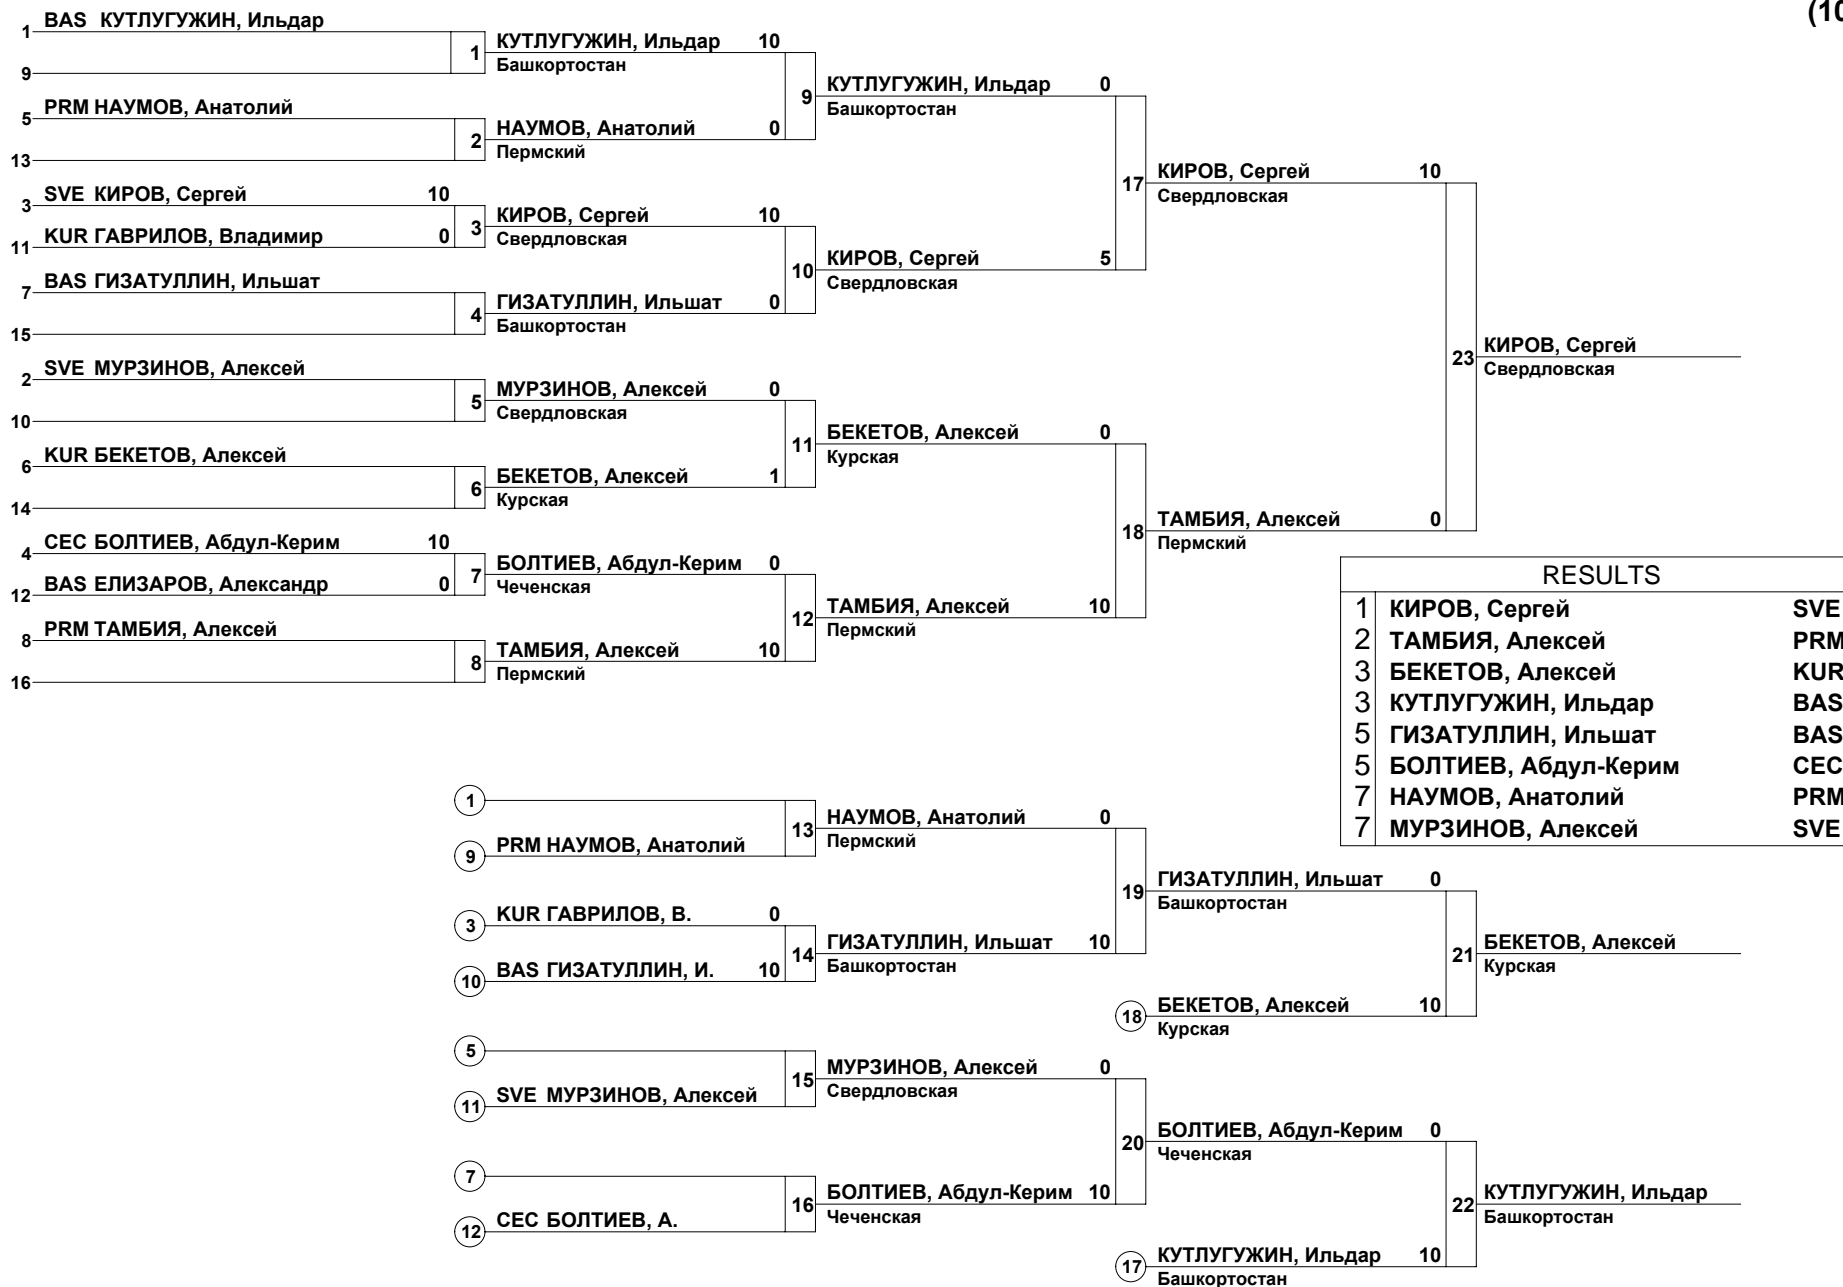 (10
1 BAS КУТЛУГУЖИН, Ильдар
9
1
5 PRM НАУМОВ, Анатолий
13
2
3 SVE КИРОВ, Сергей 10
11 KUR ГАВРИЛОВ, Владимир 0
3
7 BAS ГИЗАТУЛЛИН, Ильшат
15
4
2 SVE МУРЗИНОВ, Алексей
10
5
6 KUR БЕКЕТОВ, Алексей
14
6
4 CEC БОЛТИЕВ, Абдул-Керим 10
12 BAS ЕЛИЗАРОВ, Александр 0
7
8 PRM ТАМБИЯ, Алексей
16
8
КУТЛУГУЖИН, Ильдар 10
Башкортостан
НАУМОВ, Анатолий 0
Пермский
9
КИРОВ, Сергей 10
Свердловская
ГИЗАТУЛЛИН, Ильшат 0
Башкортостан
10
МУРЗИНОВ, Алексей 0
Свердловская
БЕКЕТОВ, Алексей 1
Курская
11
БОЛТИЕВ, Абдул-Керим 0
Чеченская
ТАМБИЯ, Алексей 10
Пермский
12
КУТЛУГУЖИН, Ильдар 0
Башкортостан
КИРОВ, Сергей 5
Свердловская
17
БЕКЕТОВ, Алексей 0
Курская
ТАМБИЯ, Алексей 10
Пермский
18
КИРОВ, Сергей 10
Свердловская
ТАМБИЯ, Алексей 0
Пермский
23
КИРОВ, Сергей
Свердловская
RESULTS
1 КИРОВ, Сергей SVE
2 ТАМБИЯ, Алексей PRM
3 БЕКЕТОВ, Алексей KUR
3 КУТЛУГУЖИН, Ильдар BAS
5 ГИЗАТУЛЛИН, Ильшат BAS
5 БОЛТИЕВ, Абдул-Керим CEC
7 НАУМОВ, Анатолий PRM
7 МУРЗИНОВ, Алексей SVE
1
9 PRM НАУМОВ, Анатолий
13
3 KUR ГАВРИЛОВ, В. 0
10 BAS ГИЗАТУЛЛИН, И. 10
14
5
11 SVE МУРЗИНОВ, Алексей
15
7
12 CEC БОЛТИЕВ, А.
16
НАУМОВ, Анатолий 0
Пермский
ГИЗАТУЛЛИН, Ильшат 10
Башкортостан
19
МУРЗИНОВ, Алексей 0
Свердловская
БОЛТИЕВ, Абдул-Керим 10
Чеченская
20
ГИЗАТУЛЛИН, Ильшат 0
Башкортостан
18 БЕКЕТОВ, Алексей 10
Курская
21
БЕКЕТОВ, Алексей
Курская
БОЛТИЕВ, Абдул-Керим 0
Чеченская
17 КУТЛУГУЖИН, Ильдар 10
Башкортостан
22
КУТЛУГУЖИН, Ильдар
Башкортостан